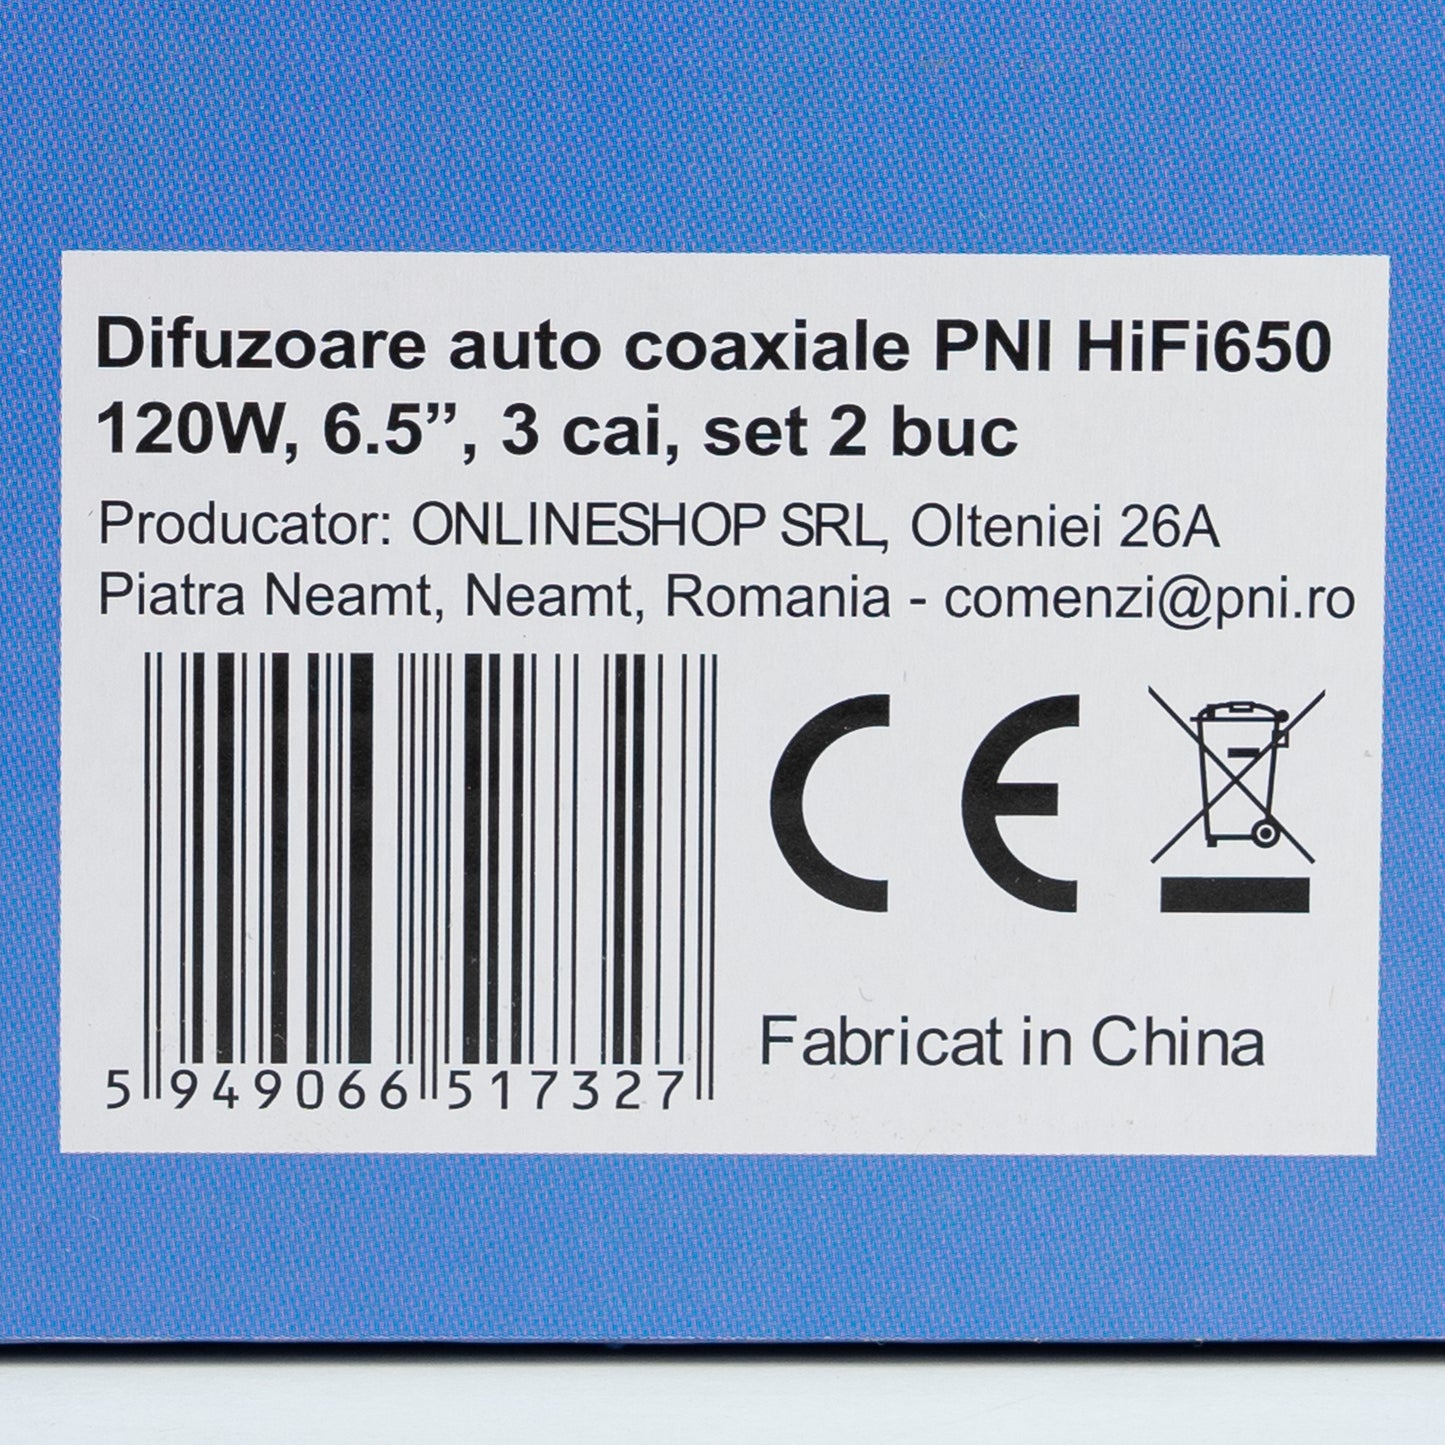 Difuzoare auto coaxiale PNI HiFi650
120W, 6.5”, 3 cai, set 2 buc
Producator: ONLINESHOP SRL, Olteniei 26A
Piatra Neamt, Neamt, Romania - comenzi@pni.ro
CE
Fabricat in China
5 949066 517327